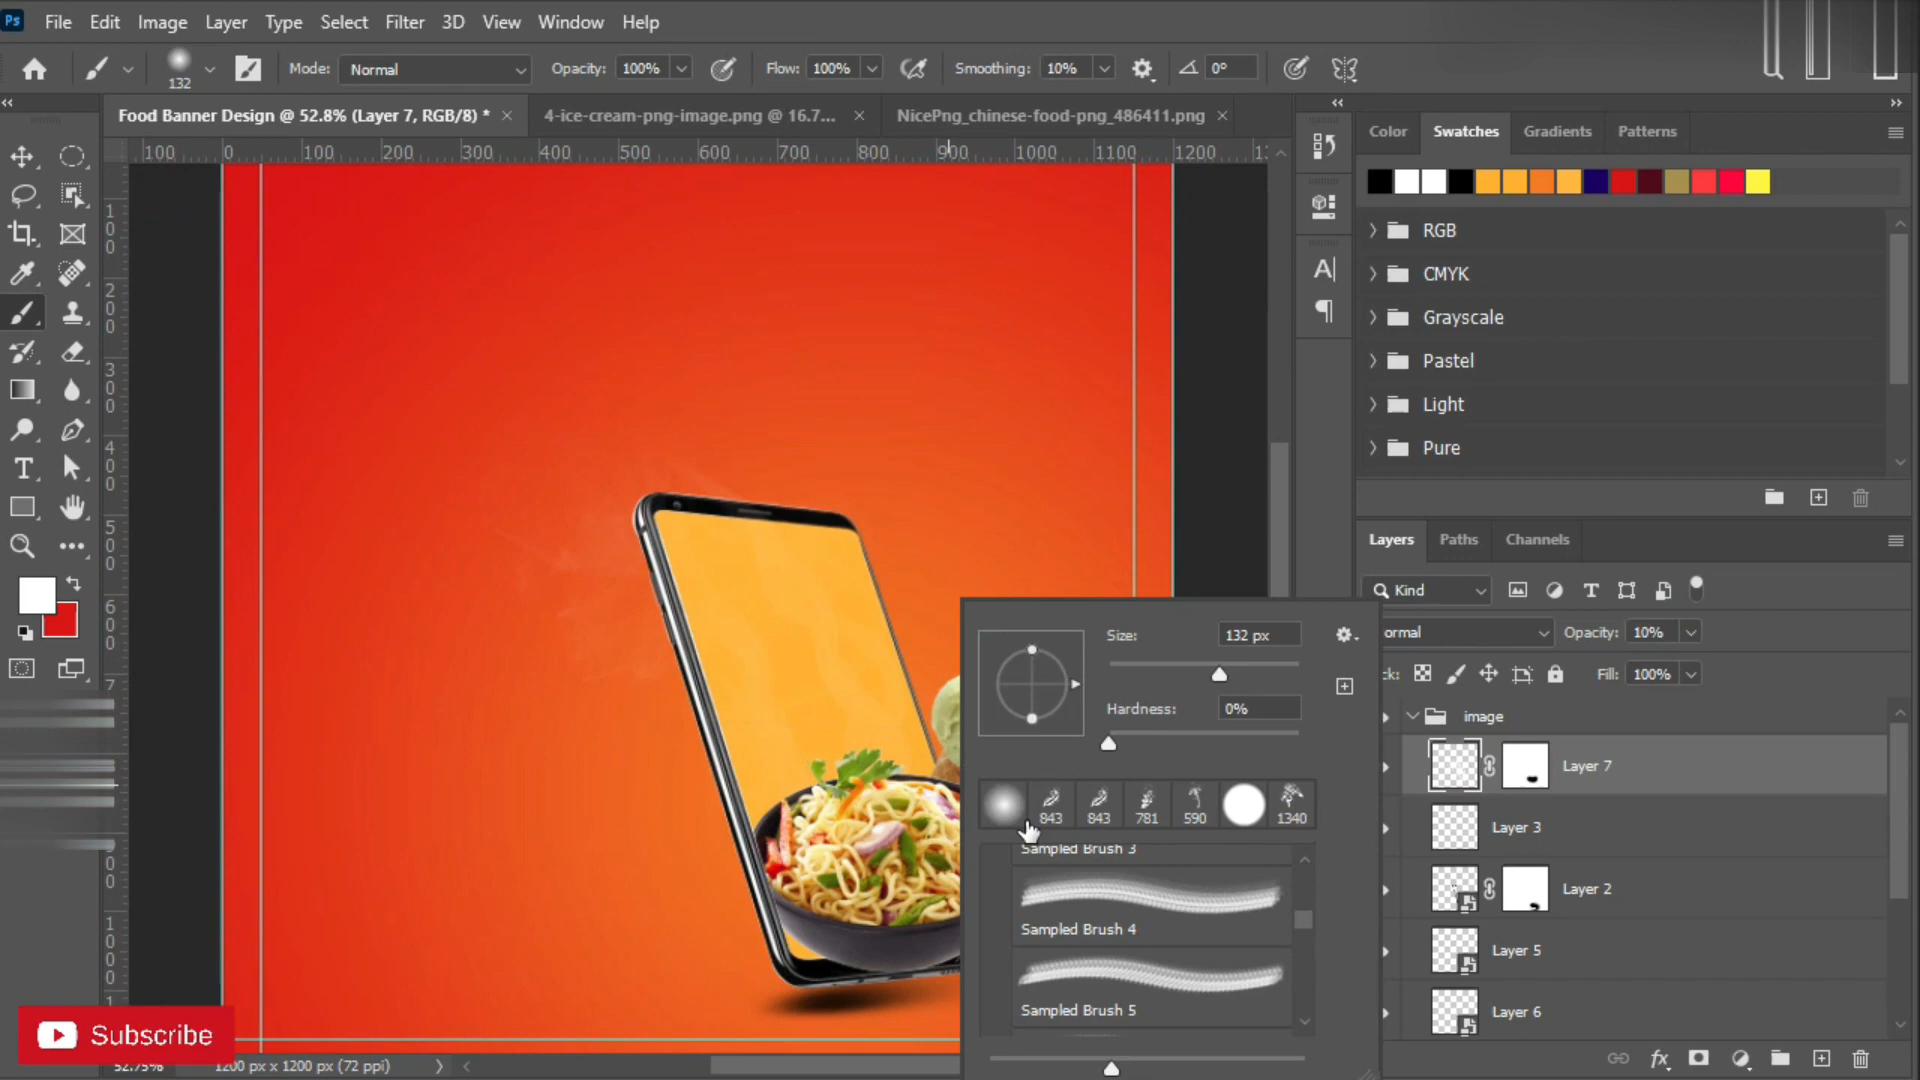 Ps File Edit Image Layer Type Select Filter 3D View Window Help
132 Mode: Normal Opacity: 100% Flow: 100% Smoothing: 10% 0°
Food Banner Design @ 52.8% (Layer 7, RGB/8) * 4-ice-cream-png-image.png @ 16.7... NicePng_chinese-food-png_486411.png
Color Swatches Gradients Patterns
100 0 100 200 300 400 500 600 700 800 900 1000 1100 1200
RGB
CMYK
Grayscale
Pastel
Light
Pure
Layers Paths Channels
Kind
ormal Opacity: 10%
Fill: 100%
image
Layer 7
Layer 3
Layer 2
Layer 5
Layer 6
Size: 132 px
Hardness: 0%
843 843 781 590 1340
Sampled Brush 3
Sampled Brush 4
Sampled Brush 5
Subscribe
52.75% 1200 px x 1200 px (72 ppi)